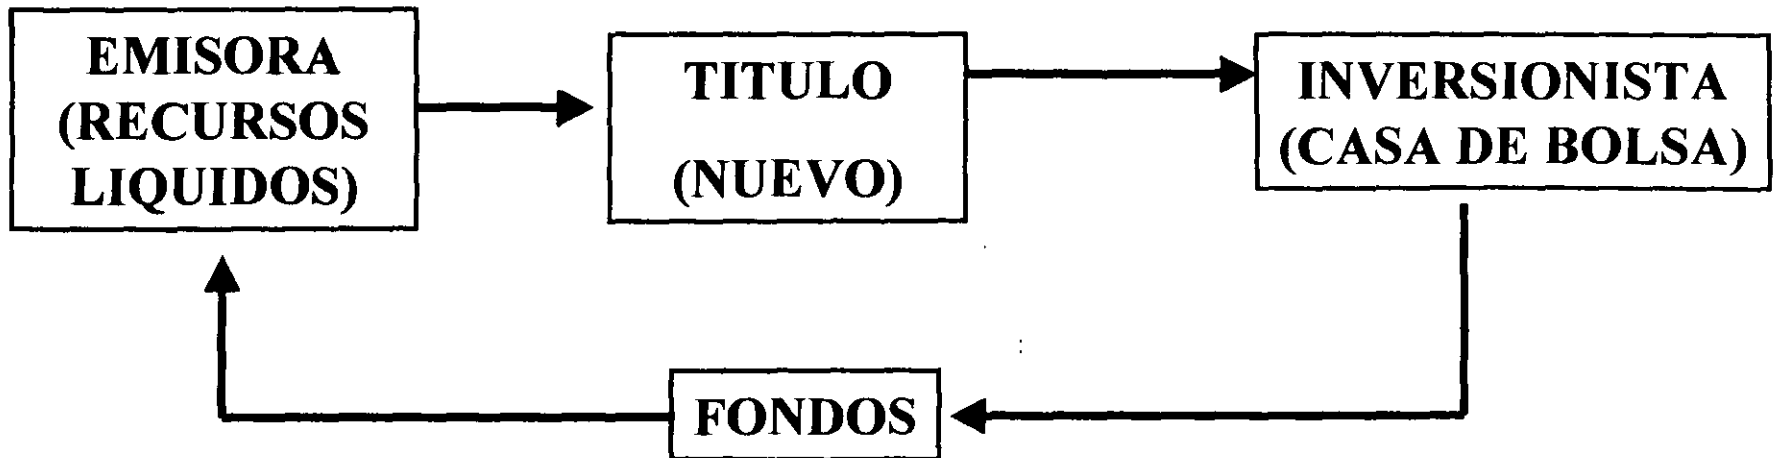 EMISORA
(RECURSOS
LIQUIDOS)
TITULO
(NUEVO)
INVERSIONISTA
(CASA DE BOLSA)
FONDOS